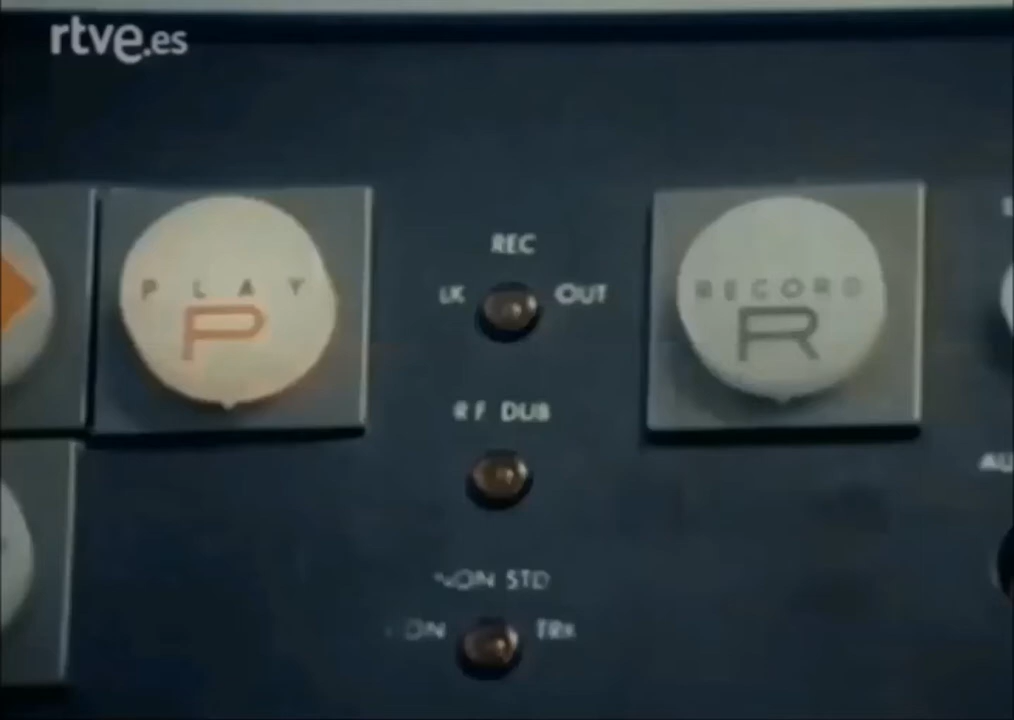 rtve.es
PLAY
P
REC
LK OUT
RECORD
R
RF DUB
NON STD
TRK